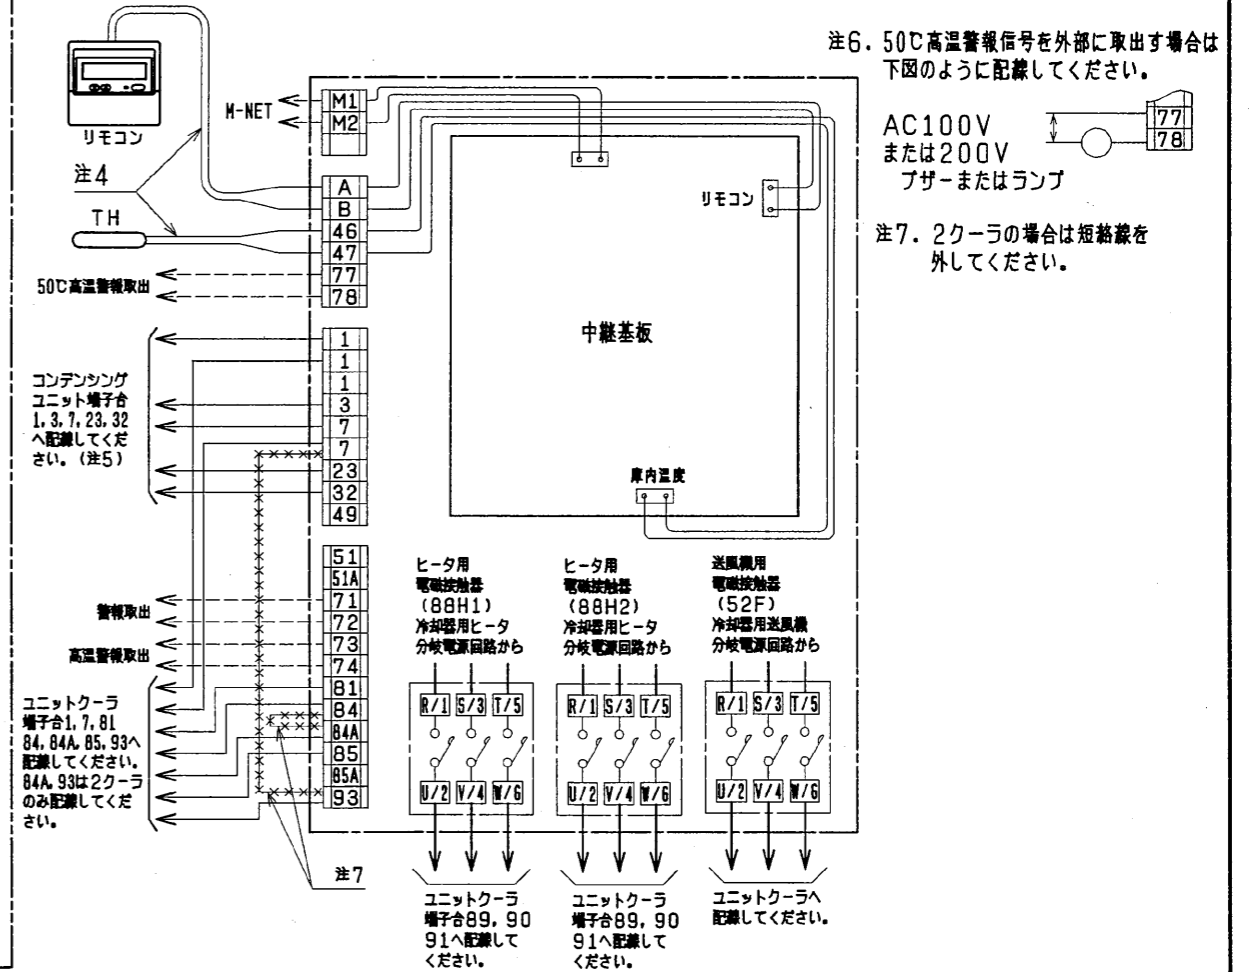 リモコン
注4
TH
M-NET
50℃高温警報取出
コンデンシング
ユニット端子台
1,3,7,23,32
へ配線してくだ
さい。(注5)
警報取出
高温警報取出
ユニットクーラ
端子台1,7,81
84,84A,85,93へ
配線してください。
84A,93は2クーラ
のみ配線してくだ
さい。
M1
M2
A
B
46
47
77
78
1
1
1
3
7
7
23
32
49
51
51A
71
72
73
74
81
84
84A
85
85A
93
注7
リモコン
中継基板
庫内温度
ヒータ用
電磁接触器
(88H1)
冷却器用ヒータ
分岐電源回路から
R/1 S/3 T/5
U/2 V/4 W/6
ユニットクーラ
端子台89,90
91へ配線して
ください。
ヒータ用
電磁接触器
(88H2)
冷却器用ヒータ
分岐電源回路から
R/1 S/3 T/5
U/2 V/4 W/6
ユニットクーラ
端子台89,90
91へ配線して
ください。
送風機用
電磁接触器
(52F)
冷却器用送風機
分岐電源回路から
R/1 S/3 T/5
U/2 V/4 W/6
ユニットクーラへ
配線してください。
注6.50℃高温警報信号を外部に取出す場合は
下図のように配線してください。
AC100V
または200V
ブザーまたはランプ
77
78
注7.2クーラの場合は短絡線を
外してください。